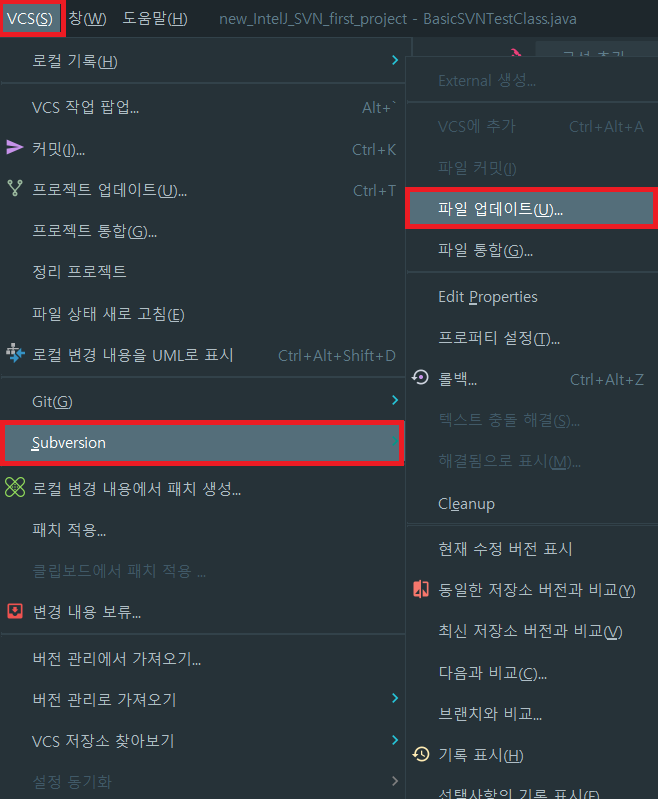 VCS(S) 창(W) 도움말(H) new_IntelJ_SVN_first_project - BasicSVNTestClass.java
로컬 기록(H)
VCS 작업 팝업... Alt+`
커밋(I)... Ctrl+K
프로젝트 업데이트(U)... Ctrl+T
프로젝트 통합(G)...
정리 프로젝트
파일 상태 새로 고침(E)
로컬 변경 내용을 UML로 표시 Ctrl+Alt+Shift+D
Git(G)
Subversion
로컬 변경 내용에서 패치 생성...
패치 적용...
클립보드에서 패치 적용 ...
변경 내용 보류...
버전 관리에서 가져오기...
버전 관리로 가져오기
VCS 저장소 찾아보기
설정 동기화
External 생성...
VCS에 추가 Ctrl+Alt+A
파일 커밋(I)
파일 업데이트(U)...
파일 통합(G)...
Edit Properties
프로퍼티 설정(T)...
롤백... Ctrl+Alt+Z
텍스트 충돌 해결(S)...
해결됨으로 표시(M)...
Cleanup
현재 수정 버전 표시
동일한 저장소 버전과 비교(Y)
최신 저장소 버전과 비교(V)
다음과 비교(C)...
브랜치와 비교...
기록 표시(H)
선택사항의 기록 표시(F)